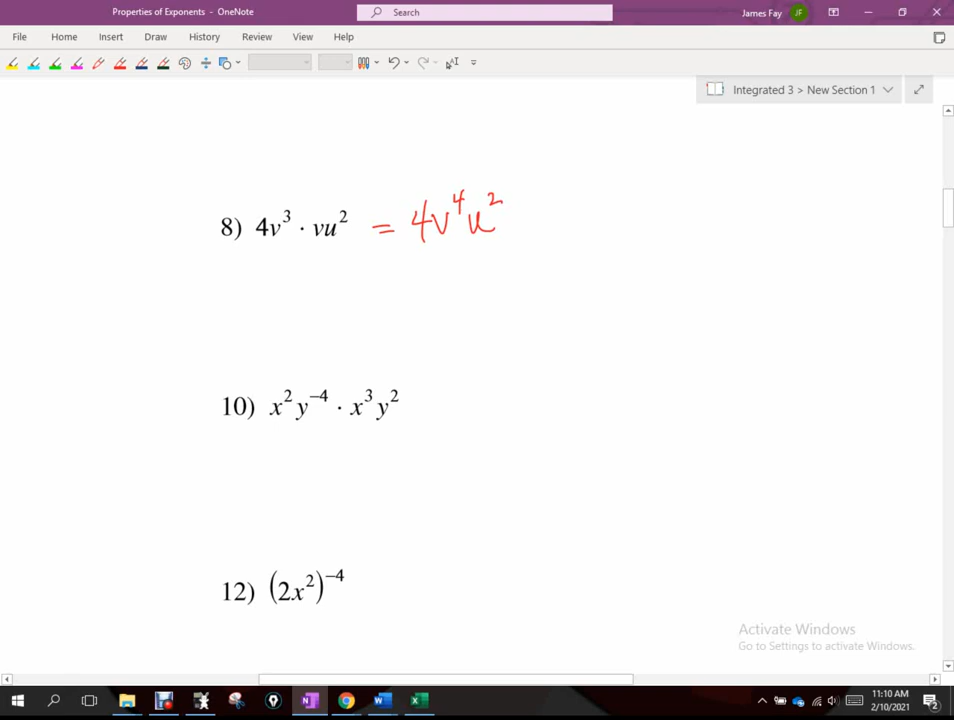 Properties of Exponents - OneNote
Search
James Fay JF
File Home Insert Draw History Review View Help
Integrated 3 > New Section 1
8) 4v³ · vu² = 4v⁴u²
10) x²y⁻⁴ · x³y²
12) (2x²)⁻⁴
Activate Windows
Go to Settings to activate Windows.
11:10 AM
2/10/2021
2